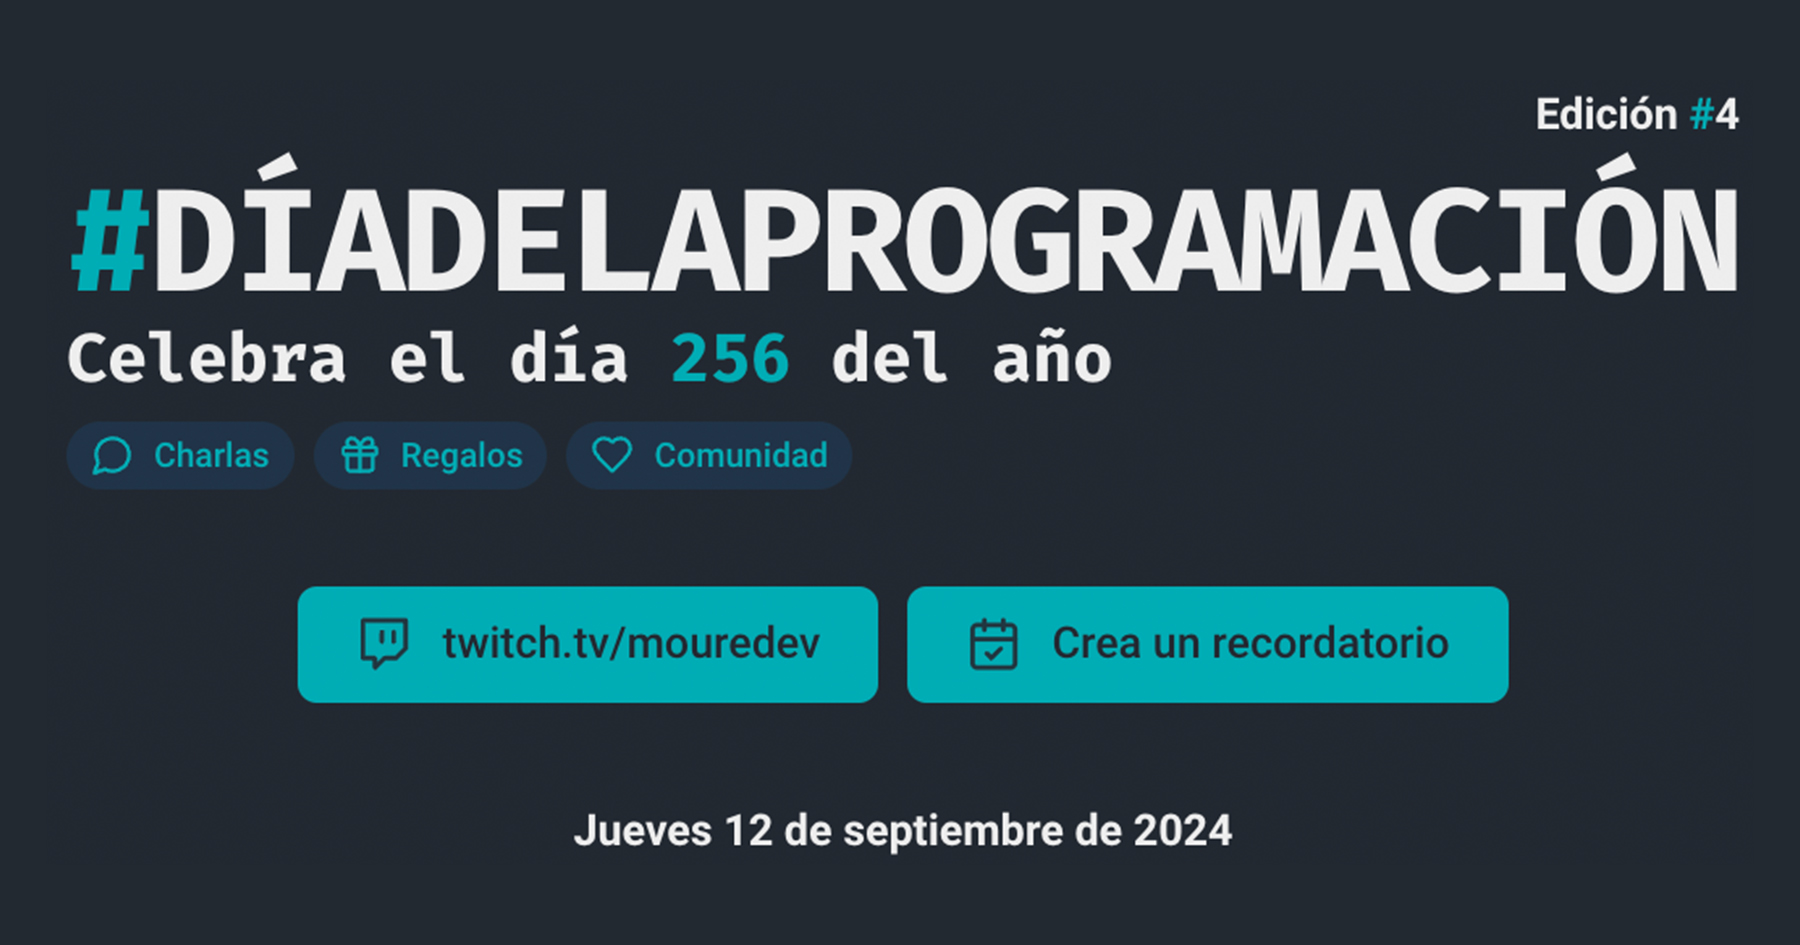 Edición #4
#DÍADELAPROGRAMACIÓN
Celebra el día 256 del año
Charlas Regalos Comunidad
twitch.tv/mouredev Crea un recordatorio
Jueves 12 de septiembre de 2024